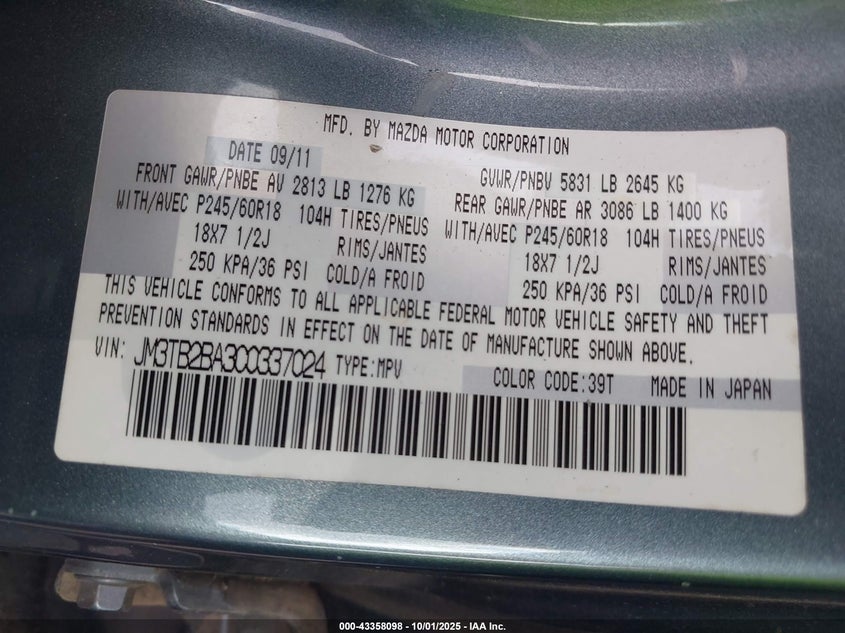 MFD. BY MAZDA MOTOR CORPORATION
DATE 09/11 GVWR/PNBV 5831 LB 2645 KG
FRONT GAWR/PNBE AV 2813 LB 1276 KG REAR GAWR/PNBE AR 3086 LB 1400 KG
WITH/AVEC P245/60R18 104H TIRES/PNEUS WITH/AVEC P245/60R18 104H TIRES/PNEUS
18X7 1/2J RIMS/JANTES 18X7 1/2J RIMS/JANTES
250 KPA/36 PSI COLD/A FROID 250 KPA/36 PSI COLD/A FROID
THIS VEHICLE CONFORMS TO ALL APPLICABLE FEDERAL MOTOR VEHICLE SAFETY AND THEFT
PREVENTION STANDARDS IN EFFECT ON THE DATE OF MANUFACTURE SHOWN ABOVE.
VIN: JM3TB2BA3C0337024 TYPE:MPV COLOR CODE:39T MADE IN JAPAN
000-43358098 - 10/01/2025 - IAA Inc.